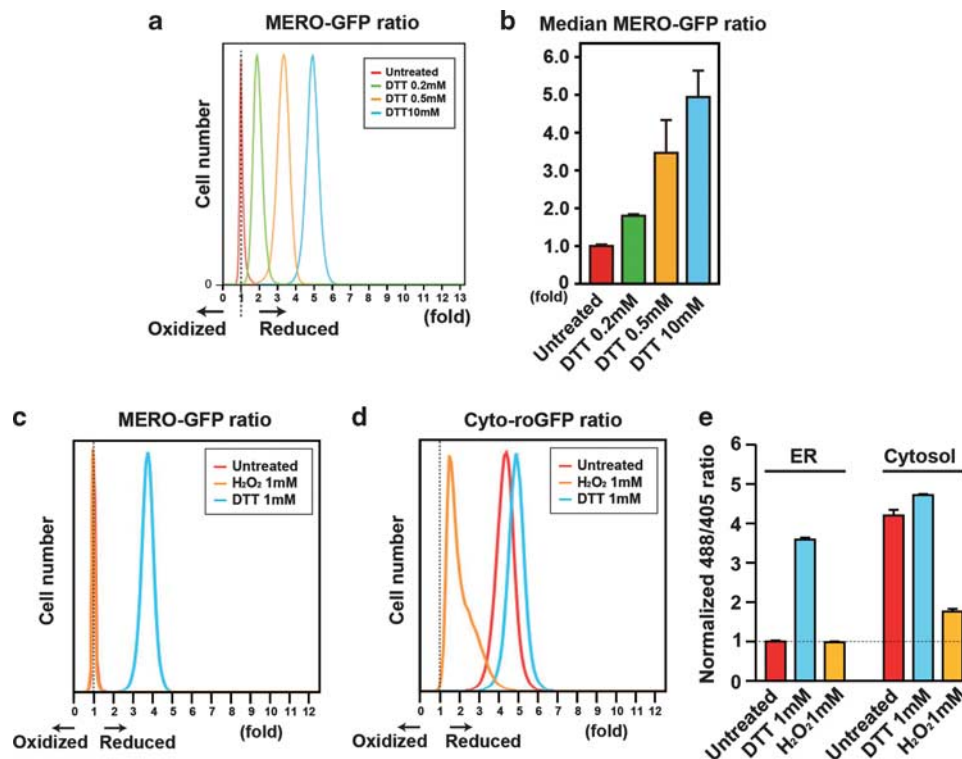 a
MERO-GFP ratio
Cell number
Untreated
DTT 0.2mM
DTT 0.5mM
DTT10mM
0
0 1 2 3 4 5 6 7 8 9 10 11 12 13
(fold)
Oxidized
Reduced
b
Median MERO-GFP ratio
6.0
5.0
4.0
3.0
2.0
1.0
0
(fold)
Untreated
DTT 0.2mM
DTT 0.5mM
DTT 10mM
c
MERO-GFP ratio
Cell number
Untreated
H₂O₂ 1mM
DTT 1mM
0 1 2 3 4 5 6 7 8 9 10 11 12
(fold)
Oxidized
Reduced
d
Cyto-roGFP ratio
Cell number
Untreated
H₂O₂ 1mM
DTT 1mM
0 1 2 3 4 5 6 7 8 9 10 11 12
(fold)
Oxidized
Reduced
e
Normalized 488/405 ratio
6
5
4
3
2
1
0
ER
Cytosol
Untreated
DTT 1mM
H₂O₂1mM
Untreated
DTT 1mM
H₂O₂1mM